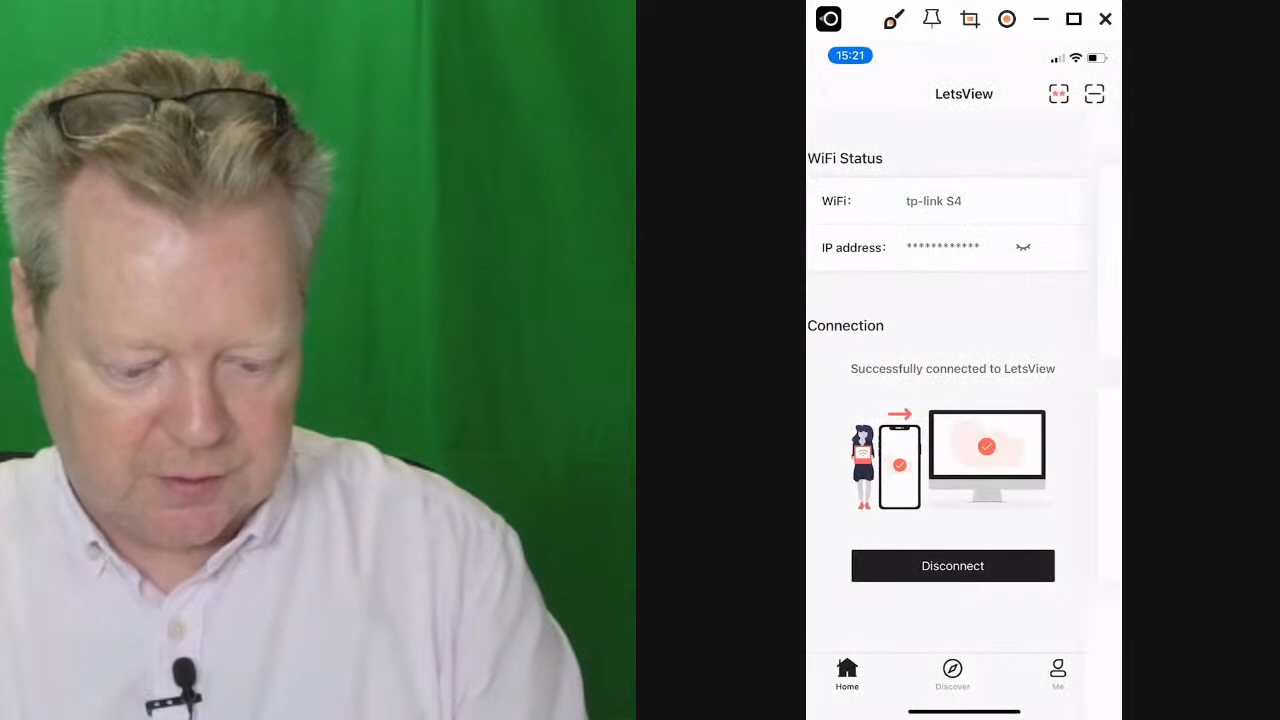 15:21
LetsView
WiFi Status
WiFi: tp-link S4
IP address: ************
Connection
Successfully connected to LetsView
Disconnect
Home Discover Me